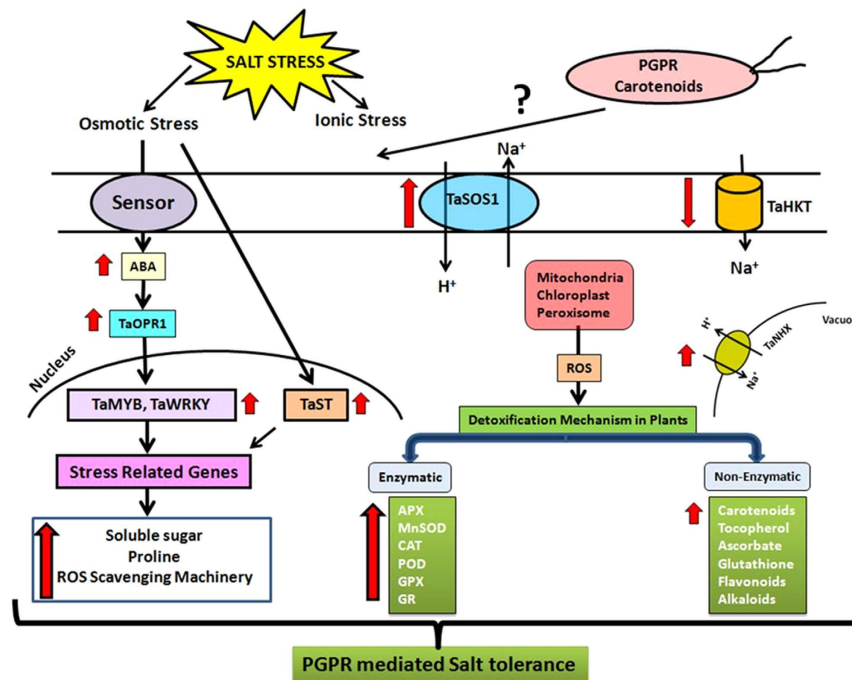 SALT STRESS
PGPR
Carotenoids
?
Osmotic Stress
Ionic Stress
Na⁺
Sensor
TaSOS1
TaHKT
ABA
H⁺
Na⁺
Mitochondria
Chloroplast
Peroxisome
TaOPR1
H⁺
TaNHX
Na⁺
Vacuo
Nucleus
ROS
TaMYB, TaWRKY
TaST
Detoxification Mechanism in Plants
Stress Related Genes
Enzymatic
Non-Enzymatic
Soluble sugar
Proline
ROS Scavenging Machinery
APX
MnSOD
CAT
POD
GPX
GR
Carotenoids
Tocopherol
Ascorbate
Glutathione
Flavonoids
Alkaloids
PGPR mediated Salt tolerance